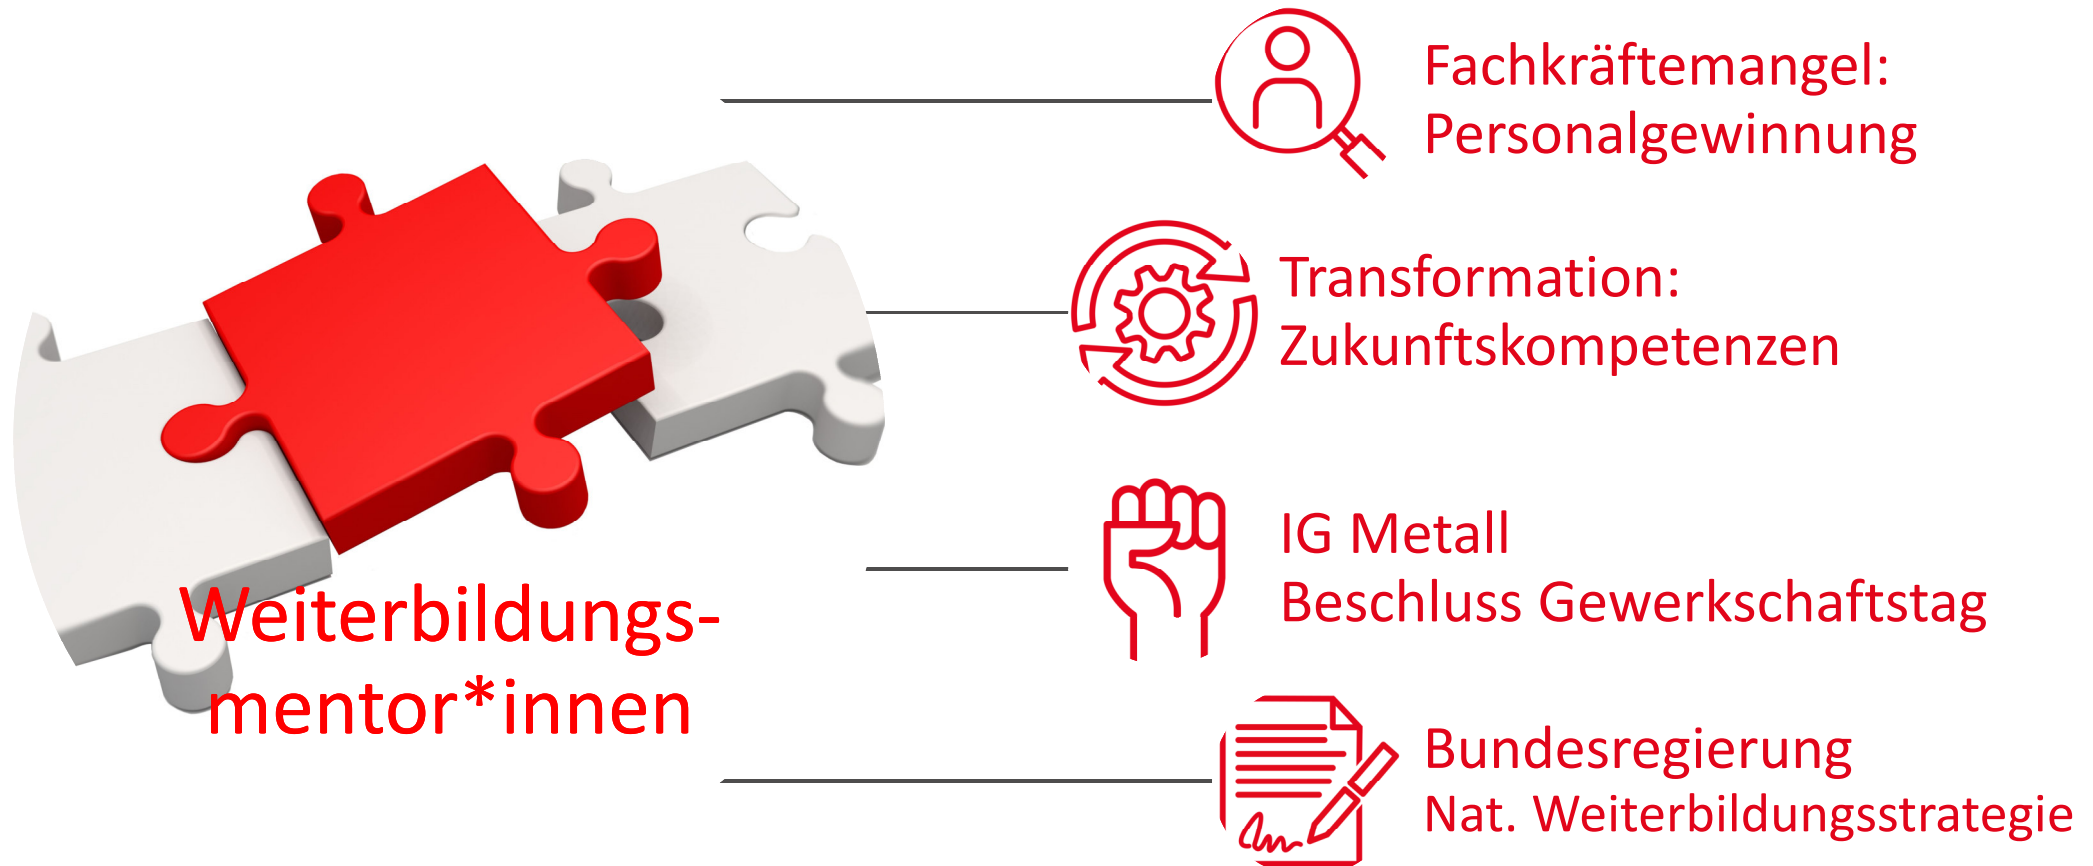 Fachkräftemangel:
Personalgewinnung
Transformation:
Zukunftskompetenzen
IG Metall
Beschluss Gewerkschaftstag
Weiterbildungs-
mentor*innen
Bundesregierung
Nat. Weiterbildungsstrategie